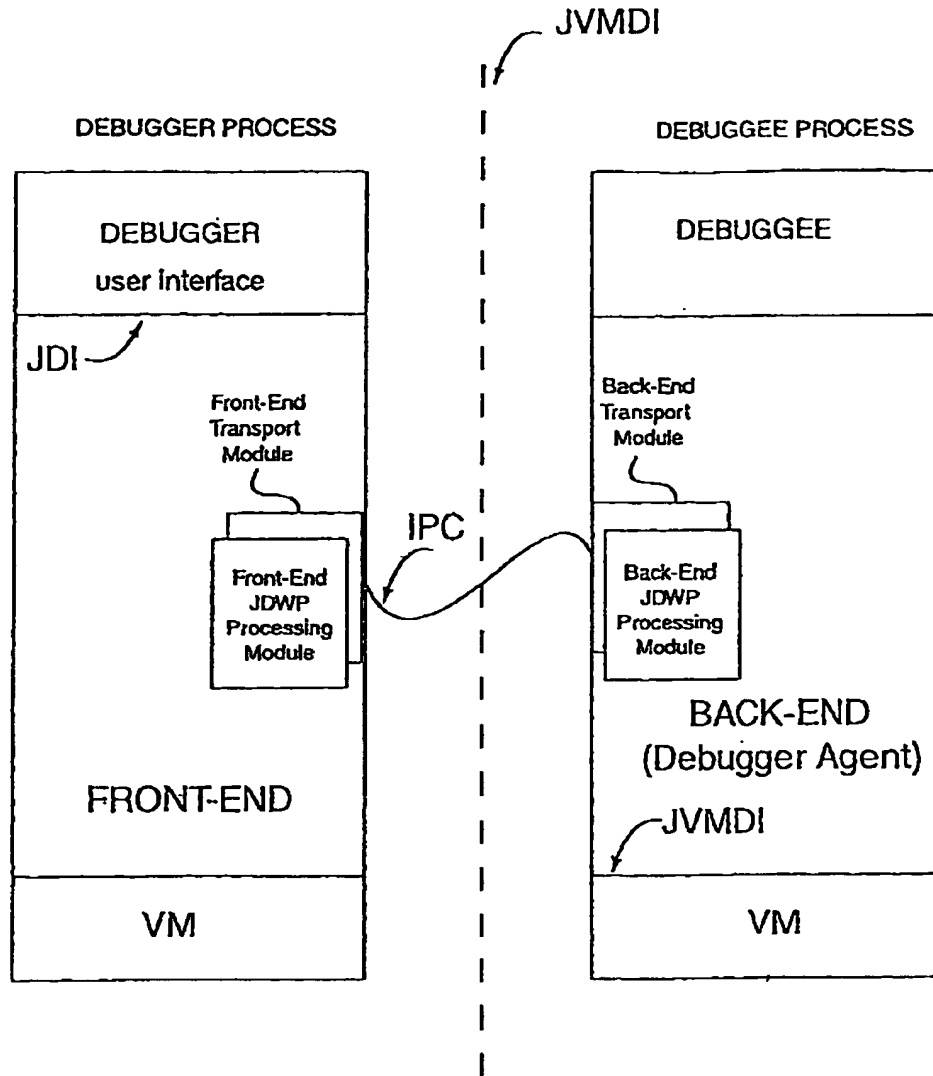 JVMDI
DEBUGGER PROCESS
DEBUGGEE PROCESS
DEBUGGER
user interface
DEBUGGEE
JDI
Front-End
Transport
Module
Back-End
Transport
Module
IPC
Front-End
JDWP
Processing
Module
Back-End
JDWP
Processing
Module
BACK-END
(Debugger Agent)
FRONT-END
JVMDI
VM
VM